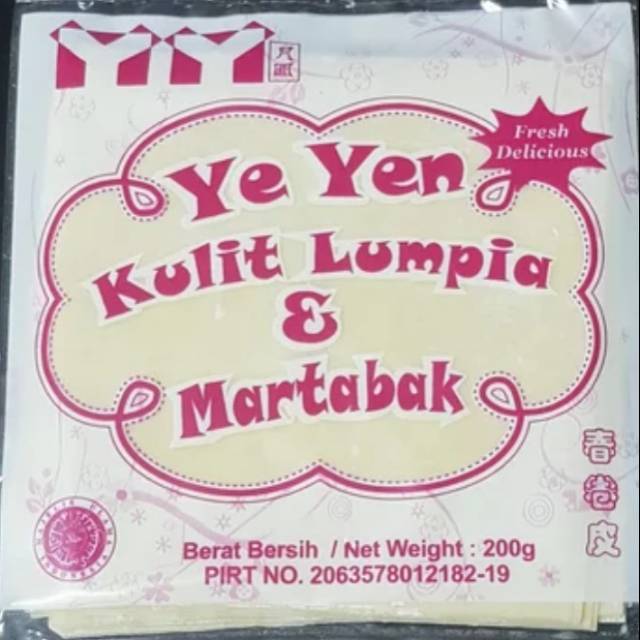 YY
Fresh
Delicious
Ye Yen
Kulit Lumpia
&
Martabak
春
卷
皮
Berat Bersih / Net Weight : 200g
PIRT NO. 2063578012182-19